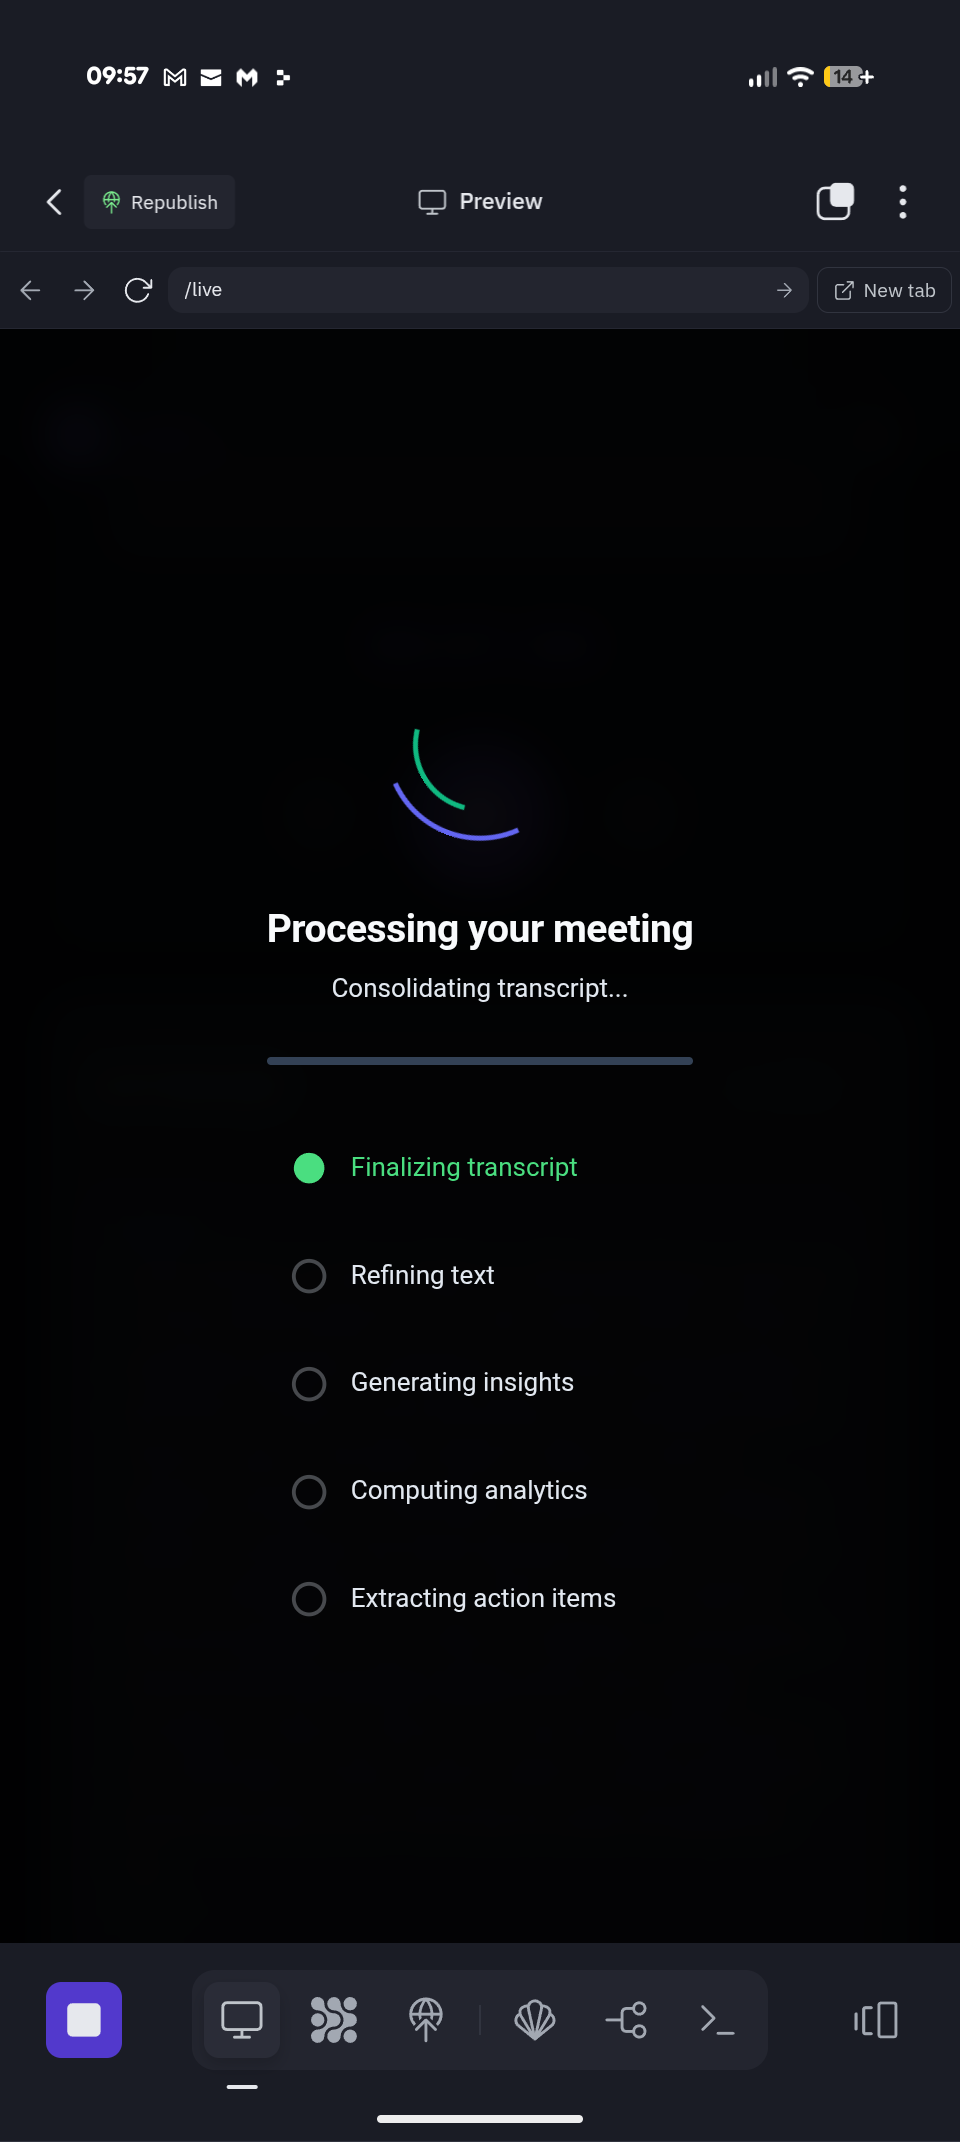 09:57
14
Republish
Preview
/live
New tab
Processing your meeting
Consolidating transcript...
Finalizing transcript
Refining text
Generating insights
Computing analytics
Extracting action items